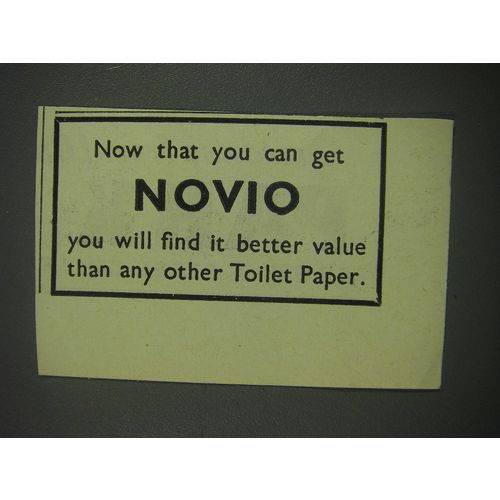 Now that you can get
NOVIO
you will find it better value
than any other Toilet Paper.